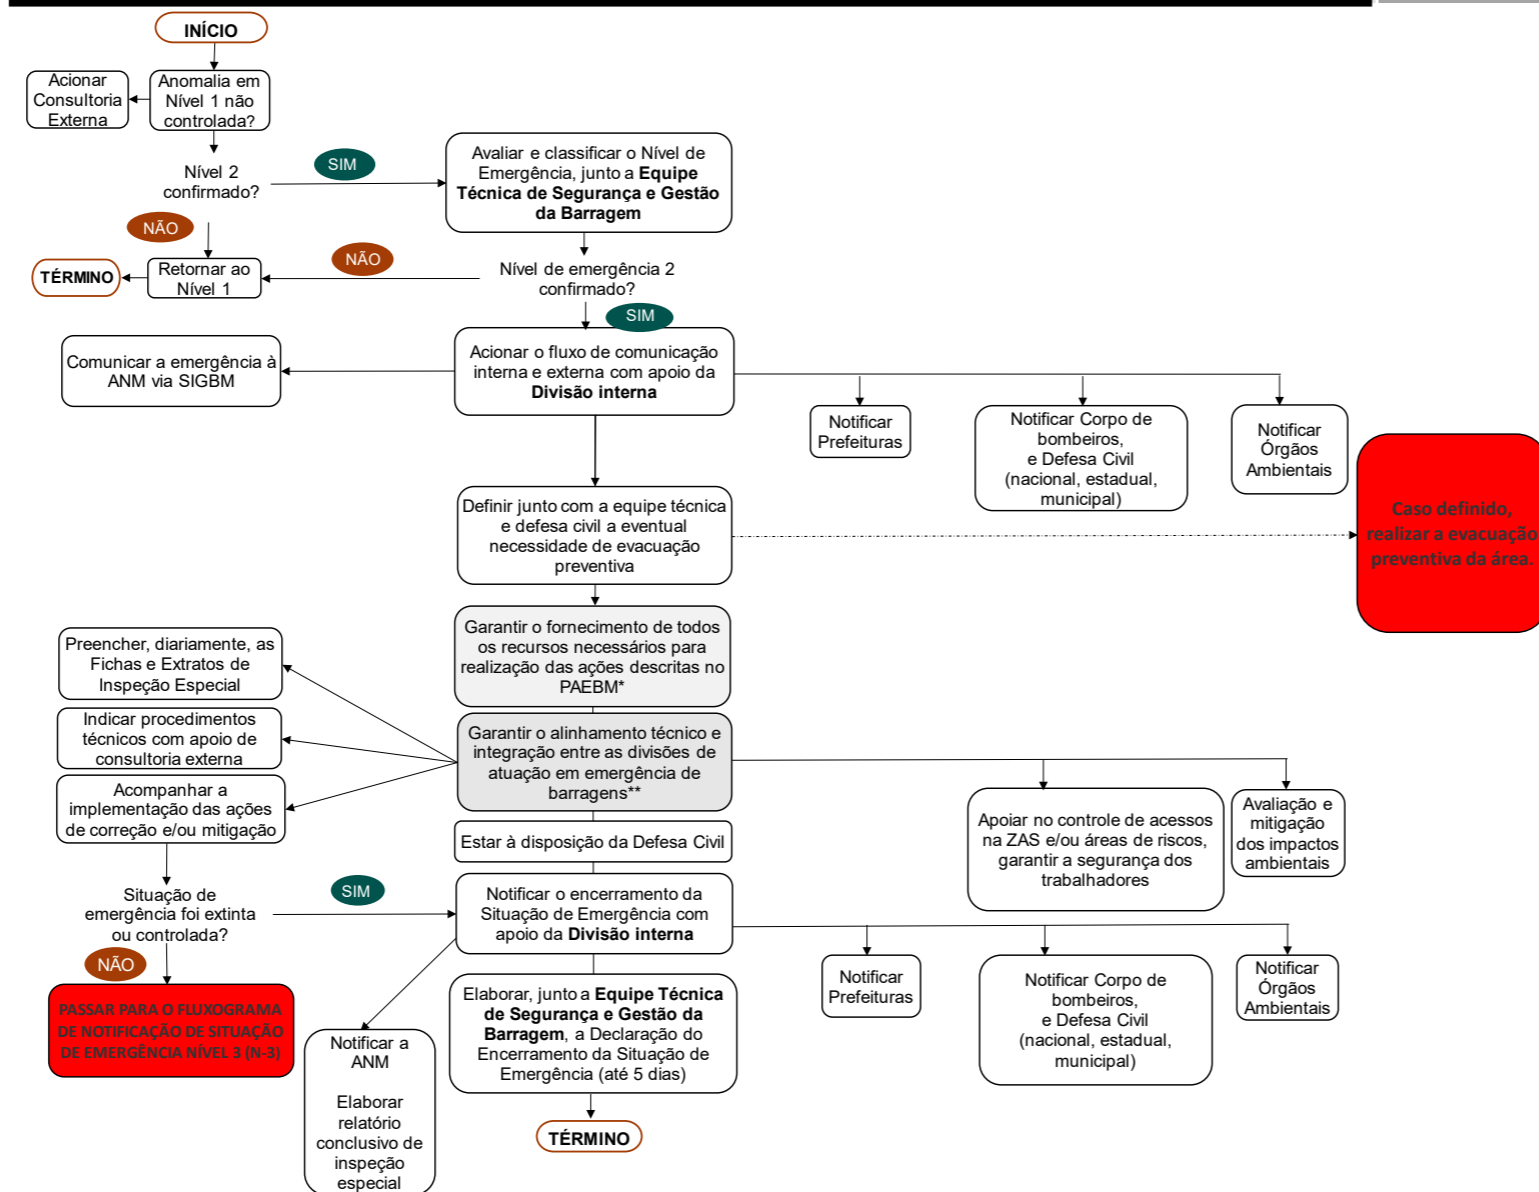 INÍCIO
Acionar
Consultoria
Externa
Anomalia em
Nível 1 não
controlada?
Nível 2
confirmado?
SIM
Avaliar e classificar o Nível de
Emergência, junto a Equipe
Técnica de Segurança e Gestão
da Barragem
NÃO
TÉRMINO
Retornar ao
Nível 1
NÃO
Nível de emergência 2
confirmado?
SIM
Comunicar a emergência à
ANM via SIGBM
Acionar o fluxo de comunicação
interna e externa com apoio da
Divisão interna
Notificar
Prefeituras
Notificar Corpo de
bombeiros,
e Defesa Civil
(nacional, estadual,
municipal)
Notificar
Órgãos
Ambientais
Definir junto com a equipe técnica
e defesa civil a eventual
necessidade de evacuação
preventiva
Caso definido,
realizar a evacuação
preventiva da área.
Garantir o fornecimento de todos
os recursos necessários para
realização das ações descritas no
PAEBM*
Preencher, diariamente, as
Fichas e Extratos de
Inspeção Especial
Indicar procedimentos
técnicos com apoio de
consultoria externa
Acompanhar a
implementação das ações
de correção e/ou mitigação
Garantir o alinhamento técnico e
integração entre as divisões de
atuação em emergência de
barragens**
Apoiar no controle de acessos
na ZAS e/ou áreas de riscos,
garantir a segurança dos
trabalhadores
Avaliação e
mitigação
dos impactos
ambientais
Estar à disposição da Defesa Civil
Situação de
emergência foi extinta
ou controlada?
SIM
Notificar o encerramento da
Situação de Emergência com
apoio da Divisão interna
NÃO
PASSAR PARA O FLUXOGRAMA
DE NOTIFICAÇÃO DE SITUAÇÃO
DE EMERGÊNCIA NÍVEL 3 (N-3)
Notificar
Prefeituras
Notificar Corpo de
bombeiros,
e Defesa Civil
(nacional, estadual,
municipal)
Notificar
Órgãos
Ambientais
Notificar a
ANM
Elaborar
relatório
conclusivo de
inspeção
especial
Elaborar, junto a Equipe Técnica
de Segurança e Gestão da
Barragem, a Declaração do
Encerramento da Situação de
Emergência (até 5 dias)
TÉRMINO